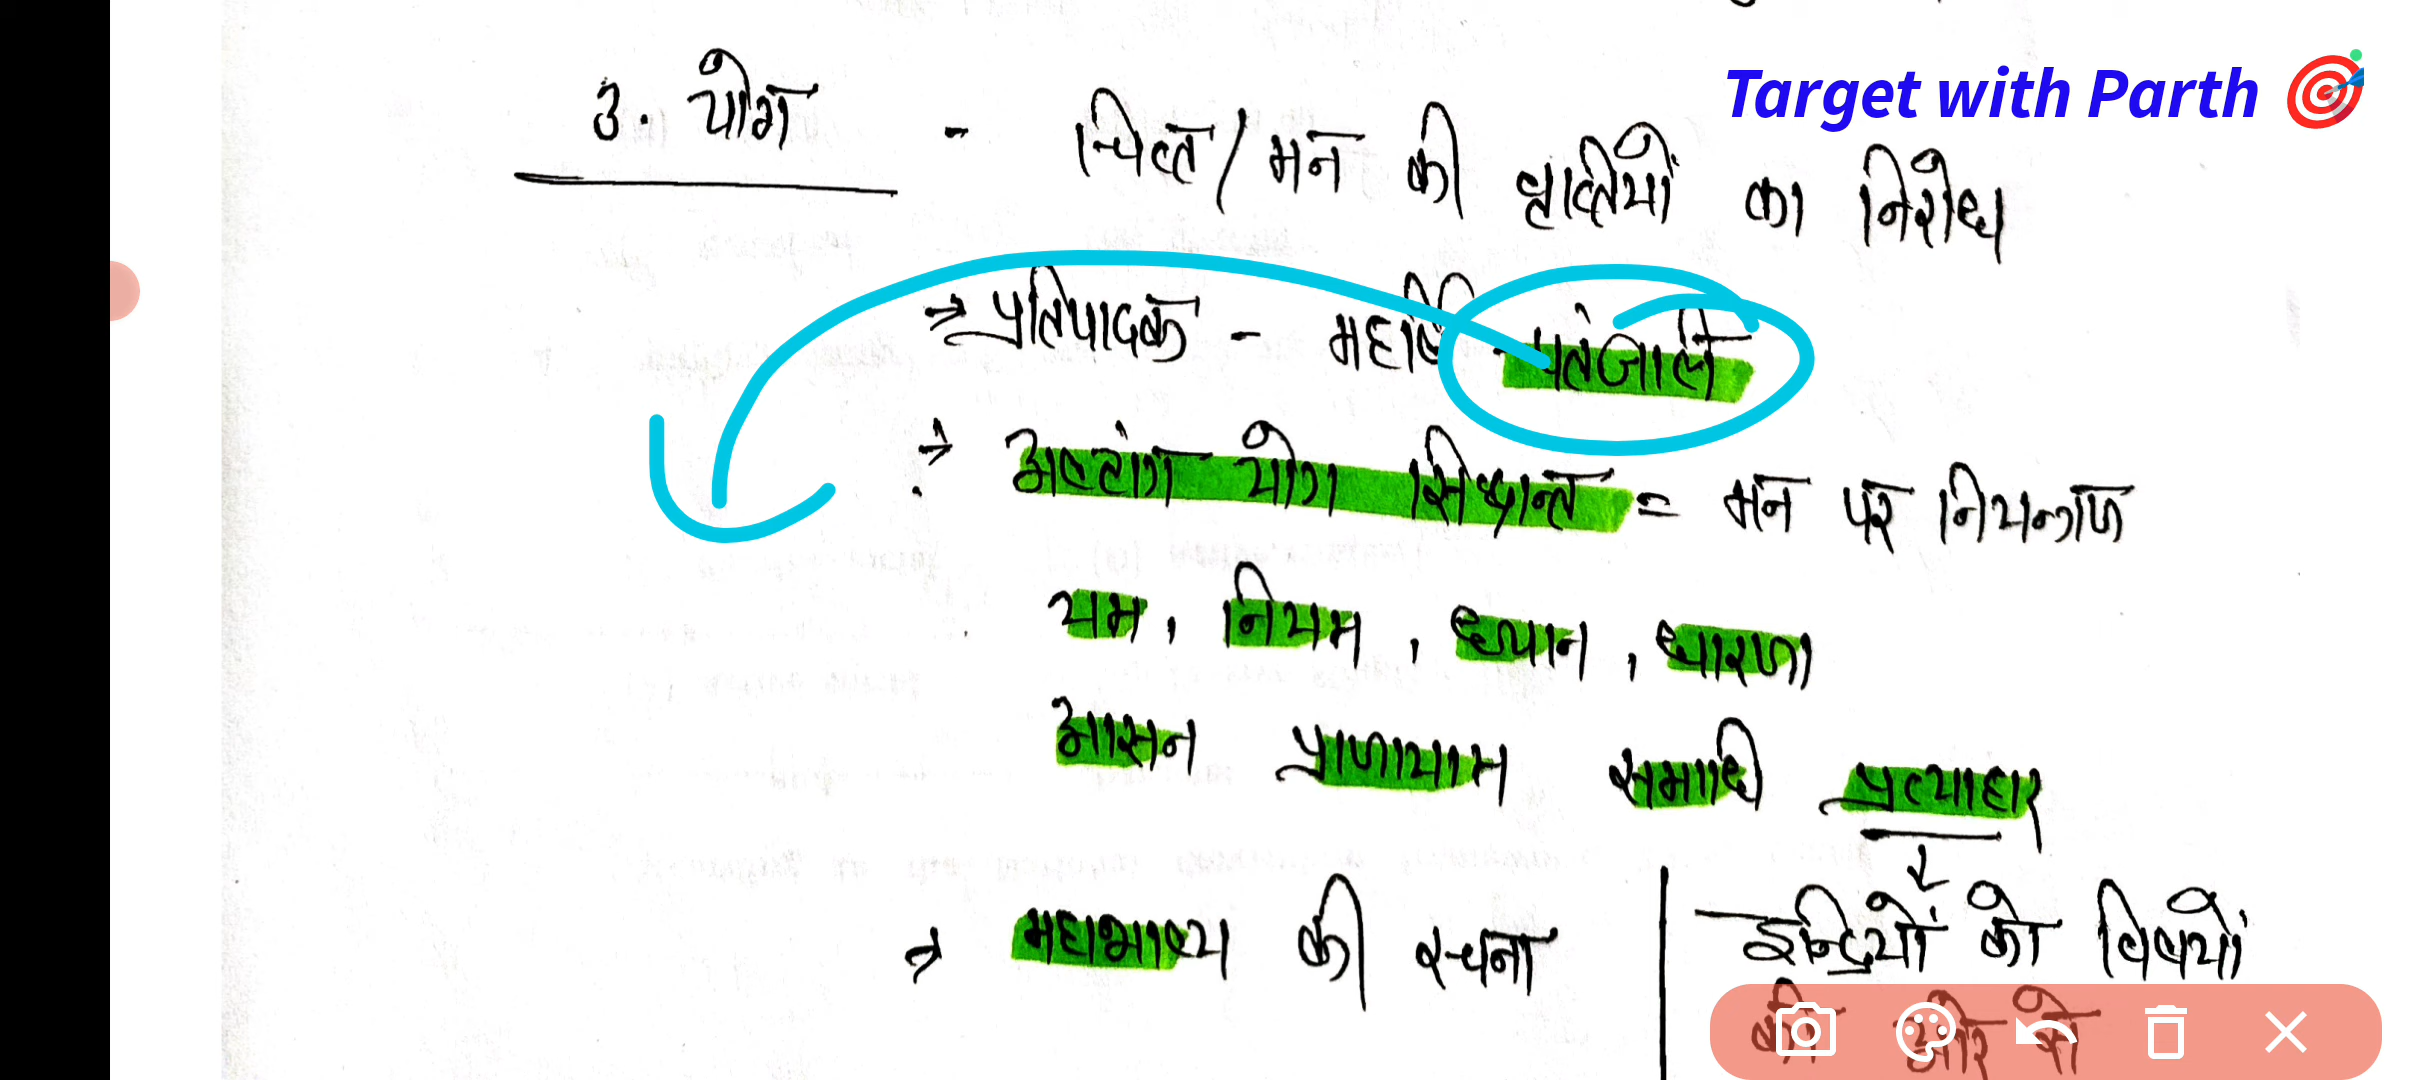 Target with Parth
3. योग - चित्त/मन की वृत्तियों का निरोध
→ प्रतिपादक - महर्षि पतंजलि
→ अष्टांग योग सिद्धान्त = मन पर नियन्त्रण
यम, नियम, ध्यान, धारणा
आसन प्राणायाम समाधि प्रत्याहार
→ महाभाष्य की रचना
इन्द्रियों को विषयों
की ओर से